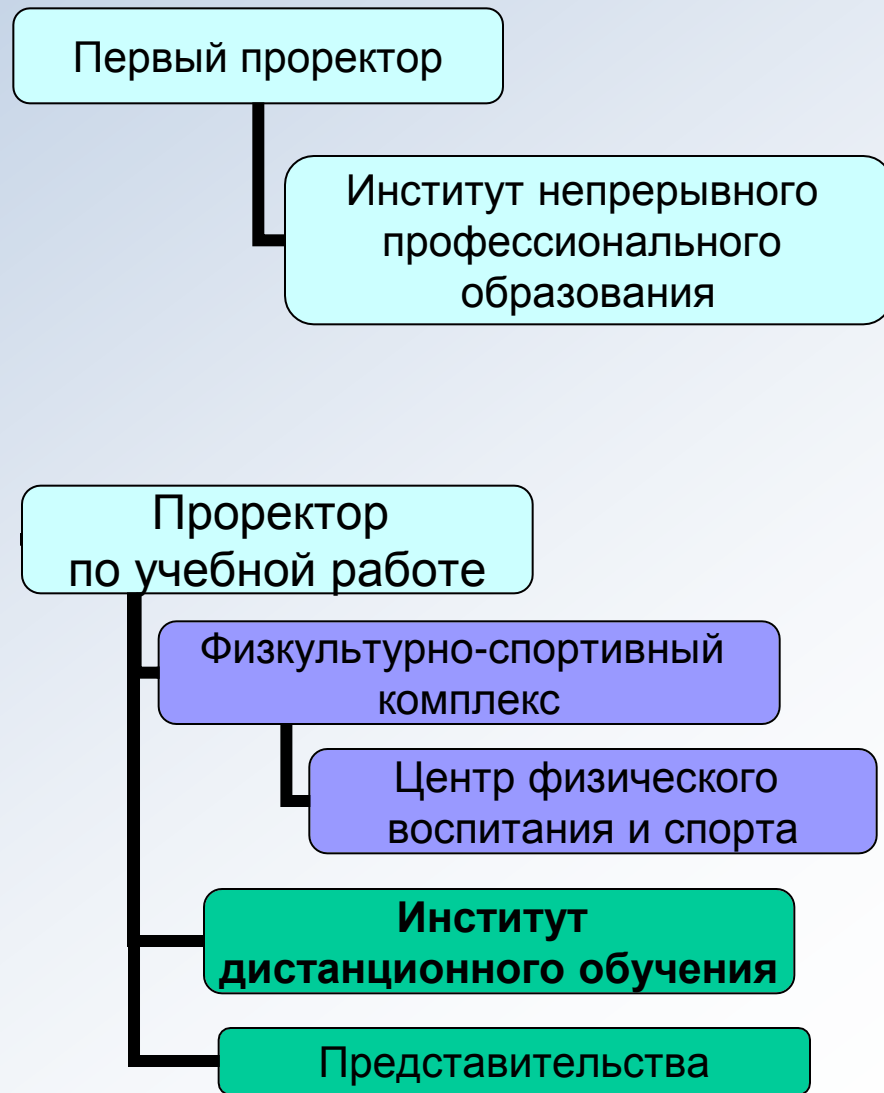 Первый проректор
Институт непрерывного
профессионального
образования
Проректор
по учебной работе
Физкультурно-спортивный
комплекс
Центр физического
воспитания и спорта
Институт
дистанционного обучения
Представительства